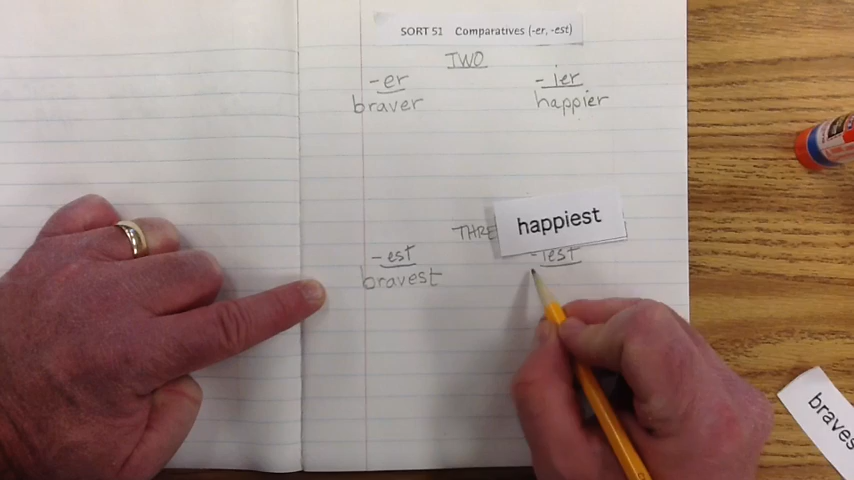 SORT 51 Comparatives (-er, -est)
TWO
-er -ier
braver happier
happiest
THRE
-est -iest
bravest
braves